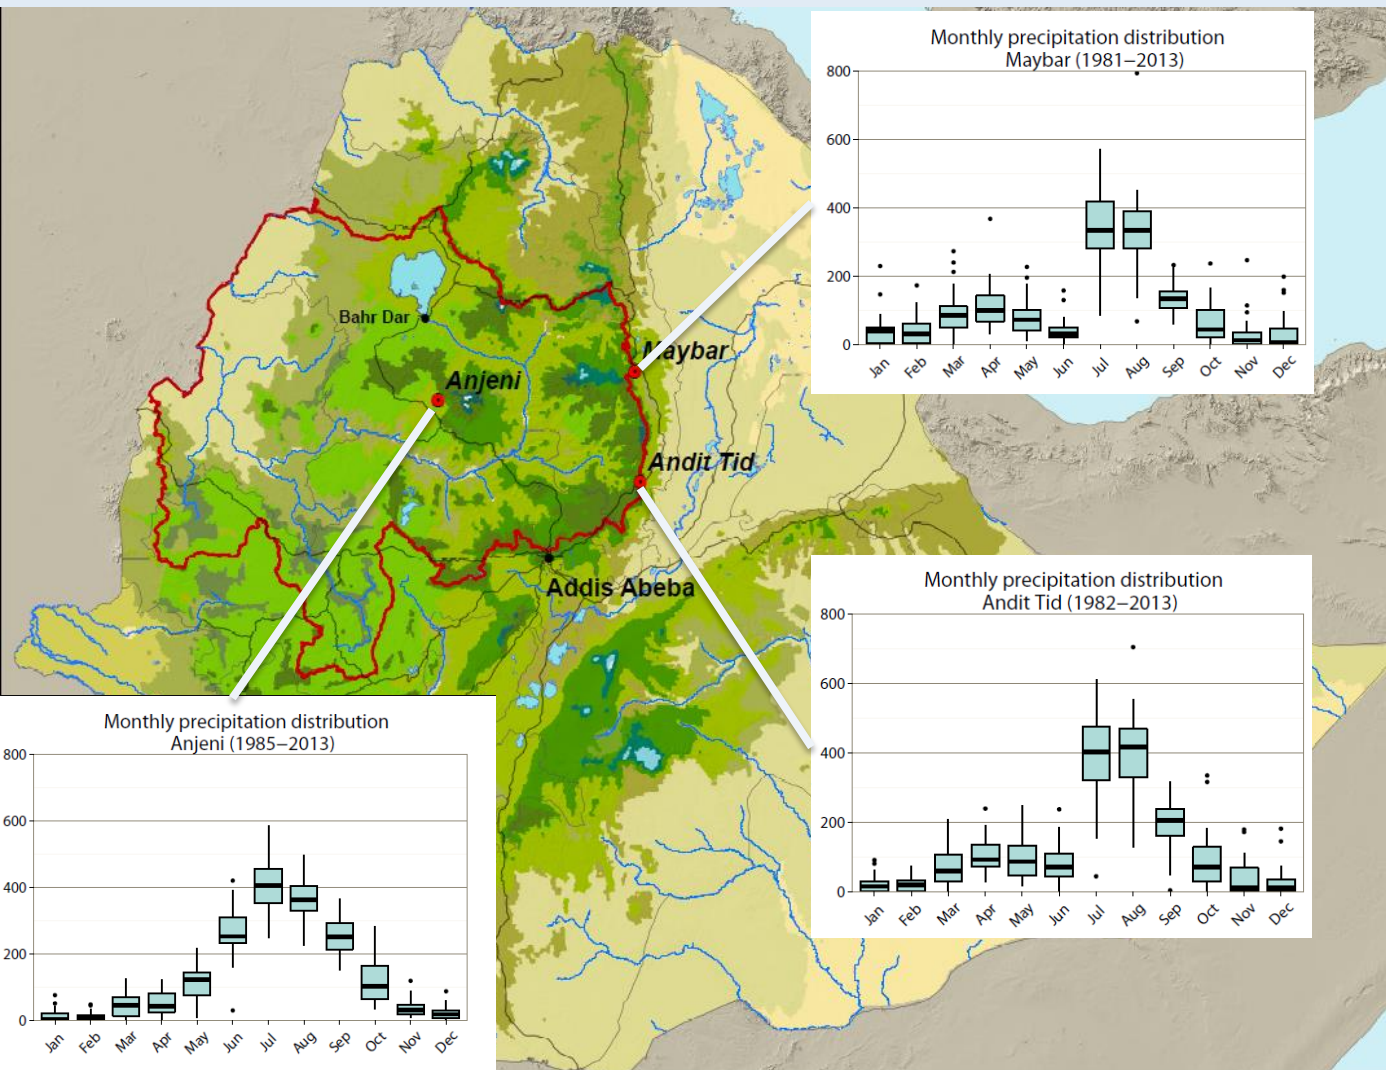 Monthly precipitation distribution
Maybar (1981−2013)
800
600
400
200
0
Jan Feb Mar Apr May Jun Jul Aug Sep Oct Nov Dec
Bahr Dar
Maybar
Anjeni
Andit Tid
Addis Abeba
Monthly precipitation distribution
Andit Tid (1982−2013)
800
600
400
200
0
Jan Feb Mar Apr May Jun Jul Aug Sep Oct Nov Dec
Monthly precipitation distribution
Anjeni (1985−2013)
800
600
400
200
0
Jan Feb Mar Apr May Jun Jul Aug Sep Oct Nov Dec